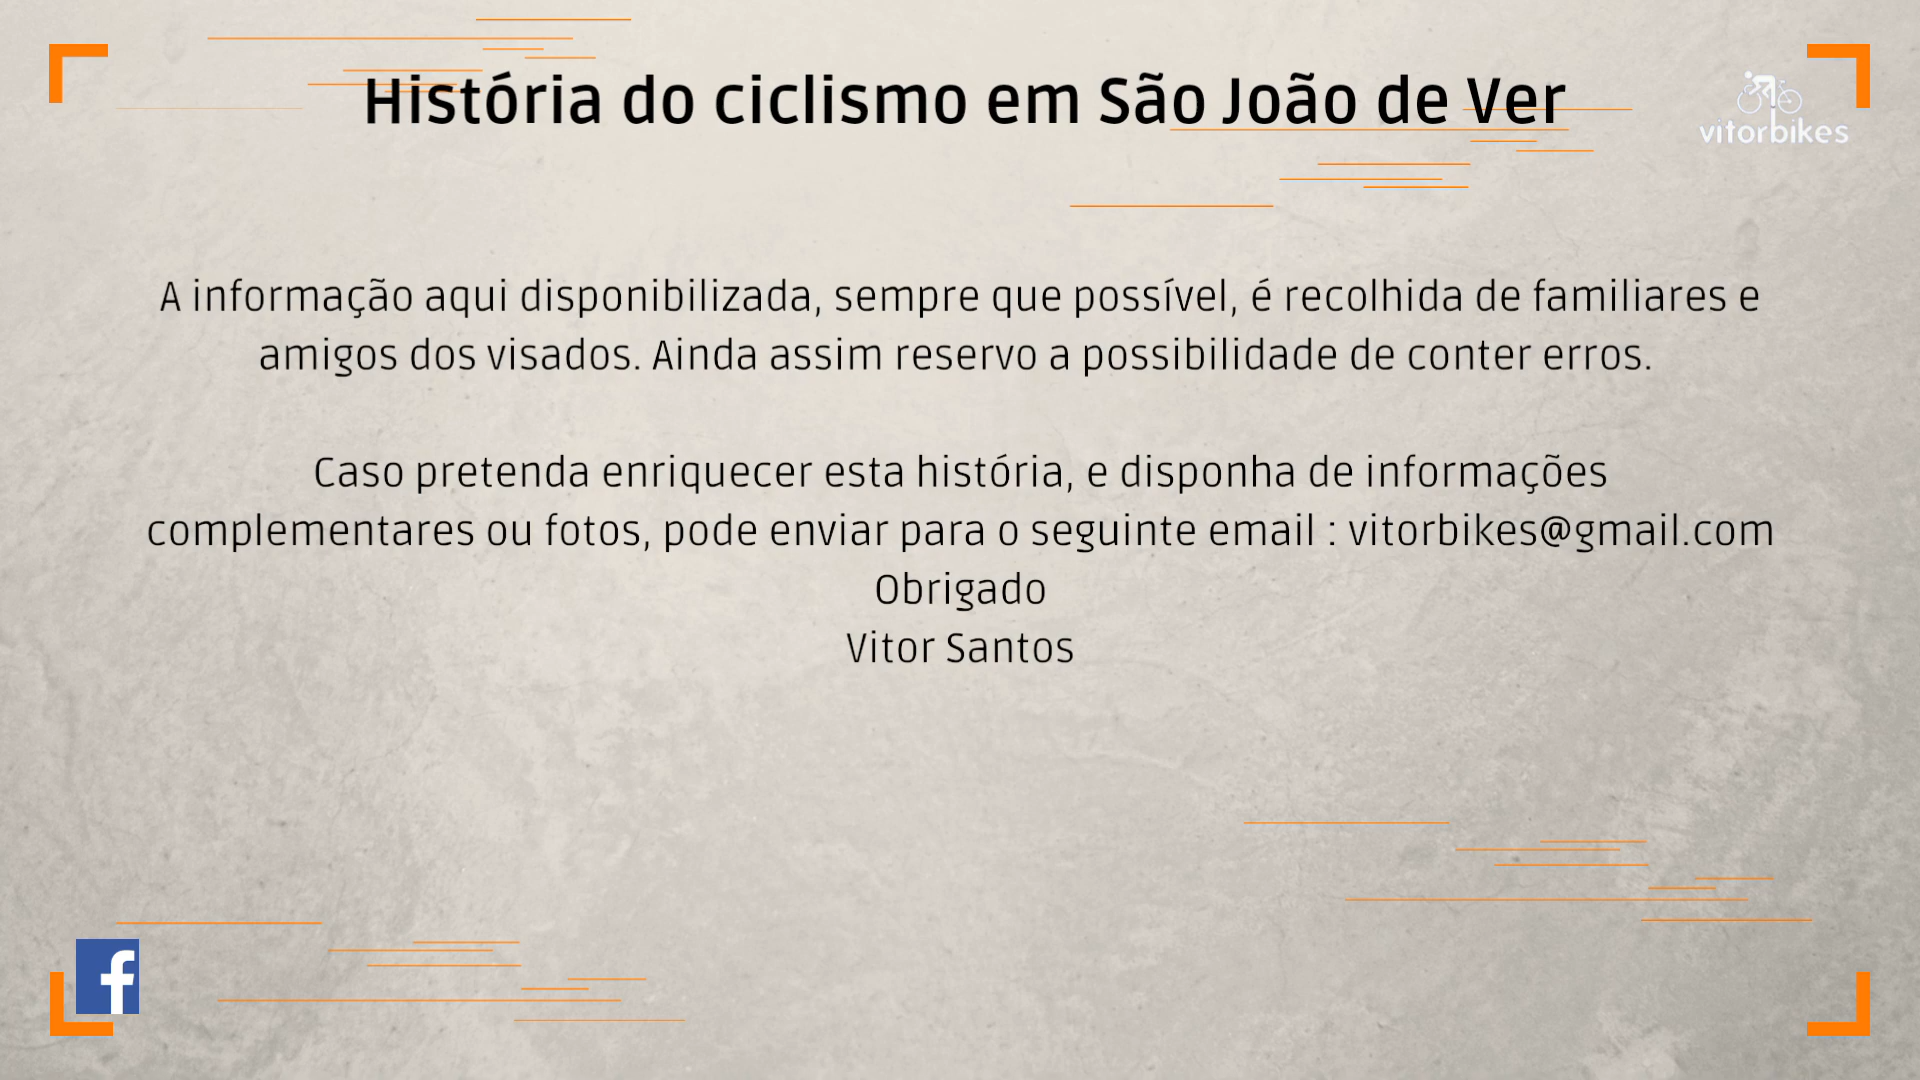 História do ciclismo em São João de Ver
vitorbikes
A informação aqui disponibilizada, sempre que possível, é recolhida de familiares e
amigos dos visados. Ainda assim reservo a possibilidade de conter erros.
Caso pretenda enriquecer esta história, e disponha de informações
complementares ou fotos, pode enviar para o seguinte email : vitorbikes@gmail.com
Obrigado
Vitor Santos
f